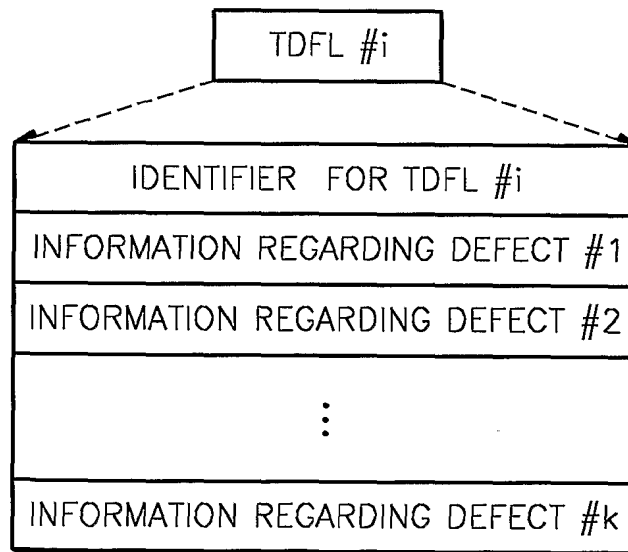 TDFL #i
IDENTIFIER FOR TDFL #i
INFORMATION REGARDING DEFECT #1
INFORMATION REGARDING DEFECT #2
⋮
INFORMATION REGARDING DEFECT #k